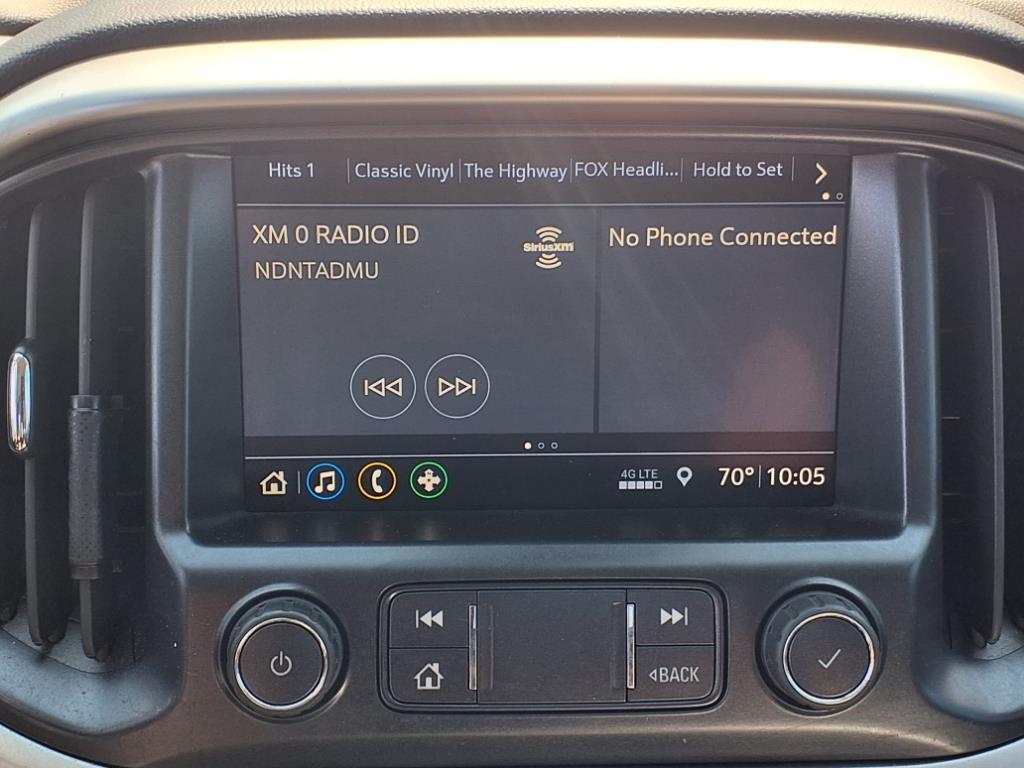 Hits 1 Classic Vinyl The Highway FOX Headli... Hold to Set
XM 0 RADIO ID
NDNTADMU
SiriusXM
No Phone Connected
4G LTE
70° 10:05
BACK